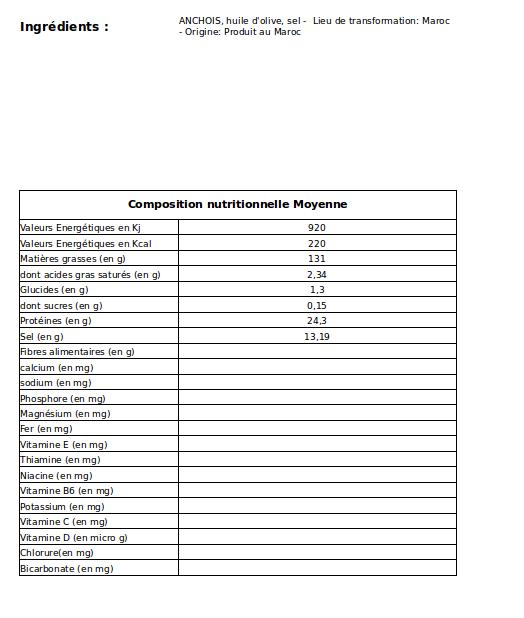 Ingrédients :
ANCHOIS, huile d'olive, sel -  Lieu de transformation: Maroc
- Origine: Produit au Maroc
Composition nutritionnelle Moyenne
Valeurs Energétiques en Kj 920
Valeurs Energétiques en Kcal 220
Matières grasses (en g) 131
dont acides gras saturés (en g) 2,34
Glucides (en g) 1,3
dont sucres (en g) 0,15
Protéines (en g) 24,3
Sel (en g) 13,19
Fibres alimentaires (en g)
calcium (en mg)
sodium (en mg)
Phosphore (en mg)
Magnésium (en mg)
Fer (en mg)
Vitamine E (en mg)
Thiamine (en mg)
Niacine (en mg)
Vitamine B6 (en mg)
Potassium (en mg)
Vitamine C (en mg)
Vitamine D (en micro g)
Chlorure(en mg)
Bicarbonate (en mg)